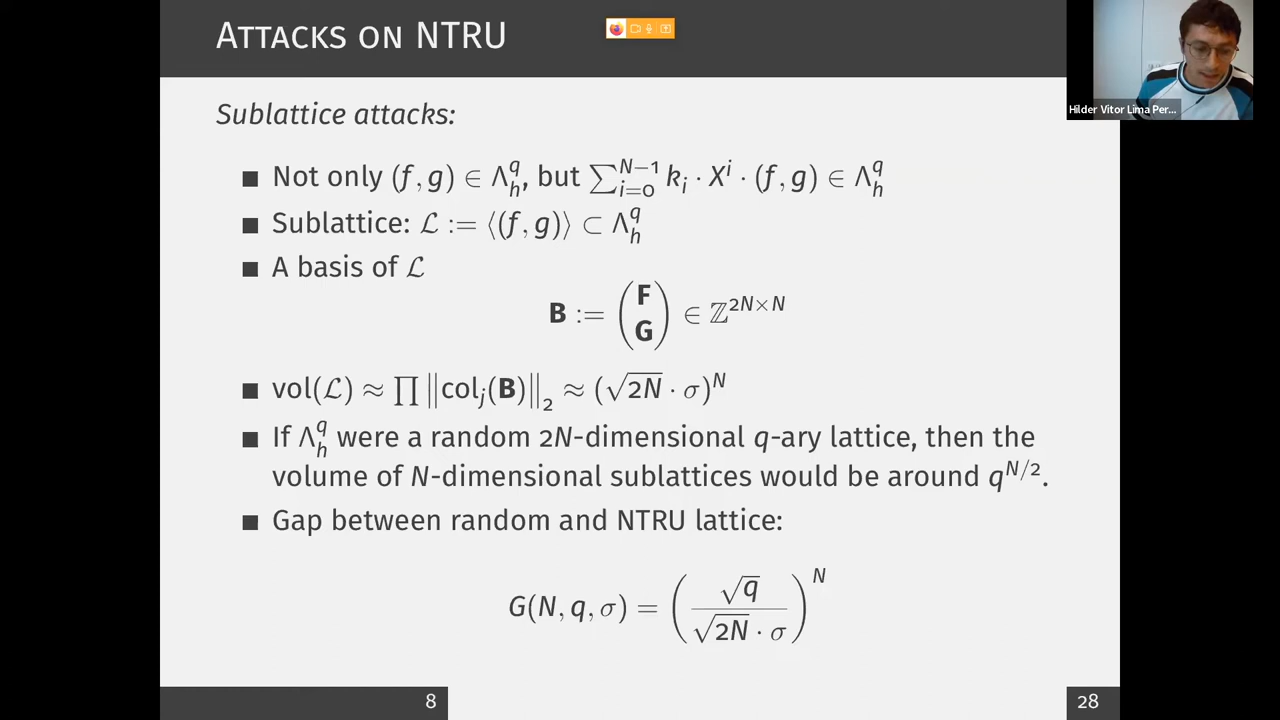 ATTACKS ON NTRU
Hilder Vitor Lima Per...
Sublattice attacks:
■ Not only (f, g) ∈ Λ_h^q, but ∑_{i=0}^{N−1} k_i · X^i · (f, g) ∈ Λ_h^q
■ Sublattice: ℒ := ⟨(f, g)⟩ ⊂ Λ_h^q
■ A basis of ℒ
B := (F G) ∈ ℤ^{2N×N}
■ vol(ℒ) ≈ ∏ ‖col_j(B)‖_2 ≈ (√2N · σ)^N
■ If Λ_h^q were a random 2N-dimensional q-ary lattice, then the
volume of N-dimensional sublattices would be around q^{N/2}.
■ Gap between random and NTRU lattice:
G(N, q, σ) = (√q / (√2N · σ))^N
8
28